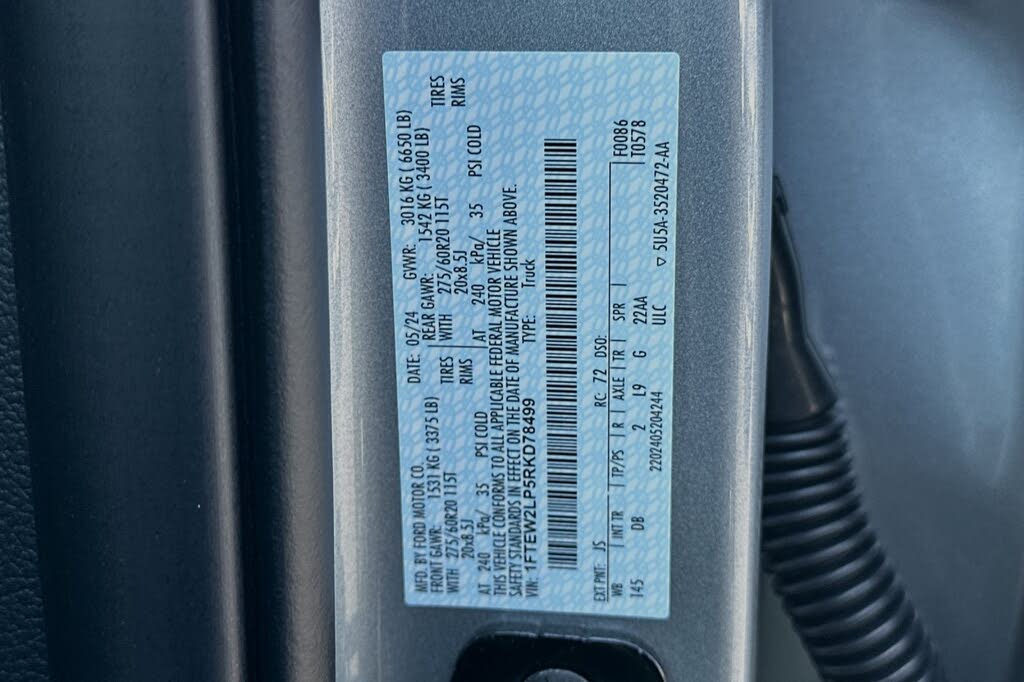 MFD. BY FORD MOTOR CO. DATE: 05/24 GVWR: 3016 KG (6650 LB)
FRONT GAWR: 1531 KG (3375 LB) REAR GAWR: 1542 KG (3400 LB)
WITH 275/60R20 115T TIRES WITH 275/60R20 115T TIRES
20x8.5J RIMS 20x8.5J RIMS
AT 240 kPa/ 35 PSI COLD AT 240 kPa/ 35 PSI COLD
THIS VEHICLE CONFORMS TO ALL APPLICABLE FEDERAL MOTOR VEHICLE
SAFETY STANDARDS IN EFFECT ON THE DATE OF MANUFACTURE SHOWN ABOVE.
VIN: 1FTEW2LP5RKD78499 TYPE: Truck
EXT PNT: JS RC: 72 DSO: F0086
WB INT TR TP/PS R AXLE TR SPR T0578
145 DB 2 L9 G 22AA
ULC
2202405204244 ▽ 5U5A-3520472-AA